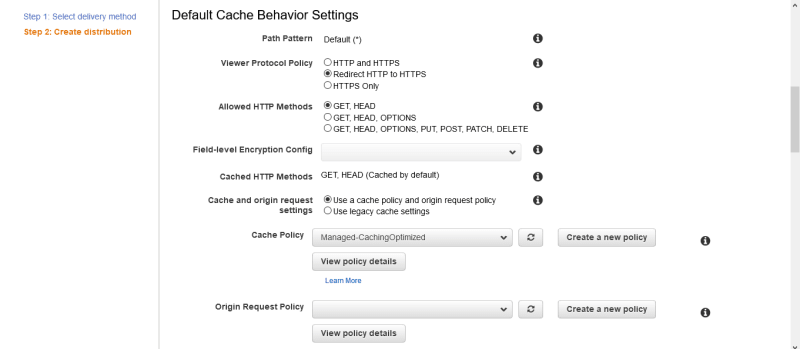 Step 1: Select delivery method
Step 2: Create distribution
Default Cache Behavior Settings
Path Pattern Default (*)
Viewer Protocol Policy HTTP and HTTPS
Redirect HTTP to HTTPS
HTTPS Only
Allowed HTTP Methods GET, HEAD
GET, HEAD, OPTIONS
GET, HEAD, OPTIONS, PUT, POST, PATCH, DELETE
Field-level Encryption Config
Cached HTTP Methods GET, HEAD (Cached by default)
Cache and origin request settings Use a cache policy and origin request policy
Use legacy cache settings
Cache Policy Managed-CachingOptimized Create a new policy
View policy details
Learn More
Origin Request Policy Create a new policy
View policy details